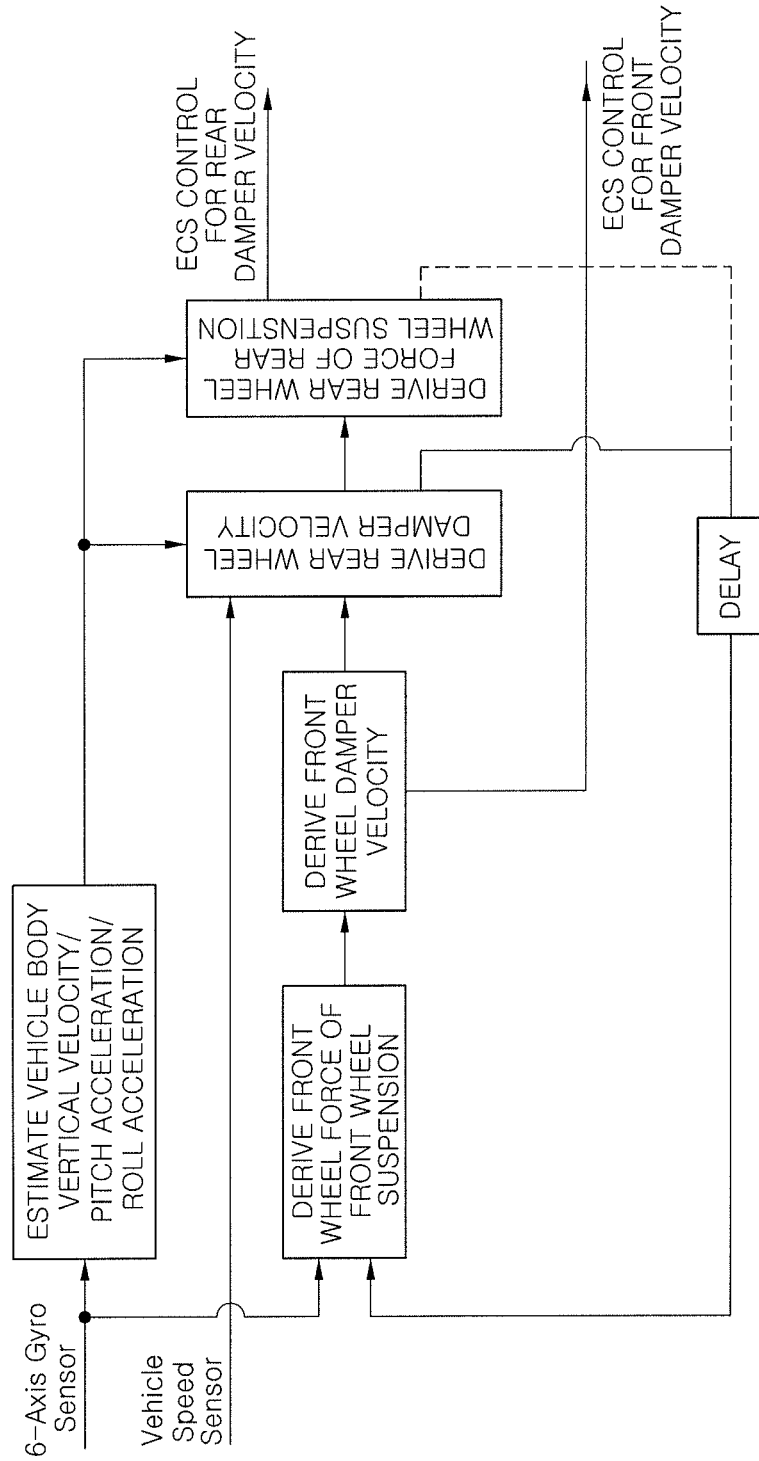 6-Axis Gyro
Sensor
Vehicle
Speed
Sensor
ESTIMATE VEHICLE BODY
VERTICAL VELOCITY/
PITCH ACCELERATION/
ROLL ACCELERATION
DERIVE FRONT
WHEEL FORCE OF
FRONT WHEEL
SUSPENSION
DERIVE FRONT
WHEEL DAMPER
VELOCITY
DERIVE REAR WHEEL
DAMPER VELOCITY
DERIVE REAR WHEEL
FORCE OF REAR
WHEEL SUSPENSTION
DELAY
ECS CONTROL
FOR REAR
DAMPER VELOCITY
ECS CONTROL
FOR FRONT
DAMPER VELOCITY